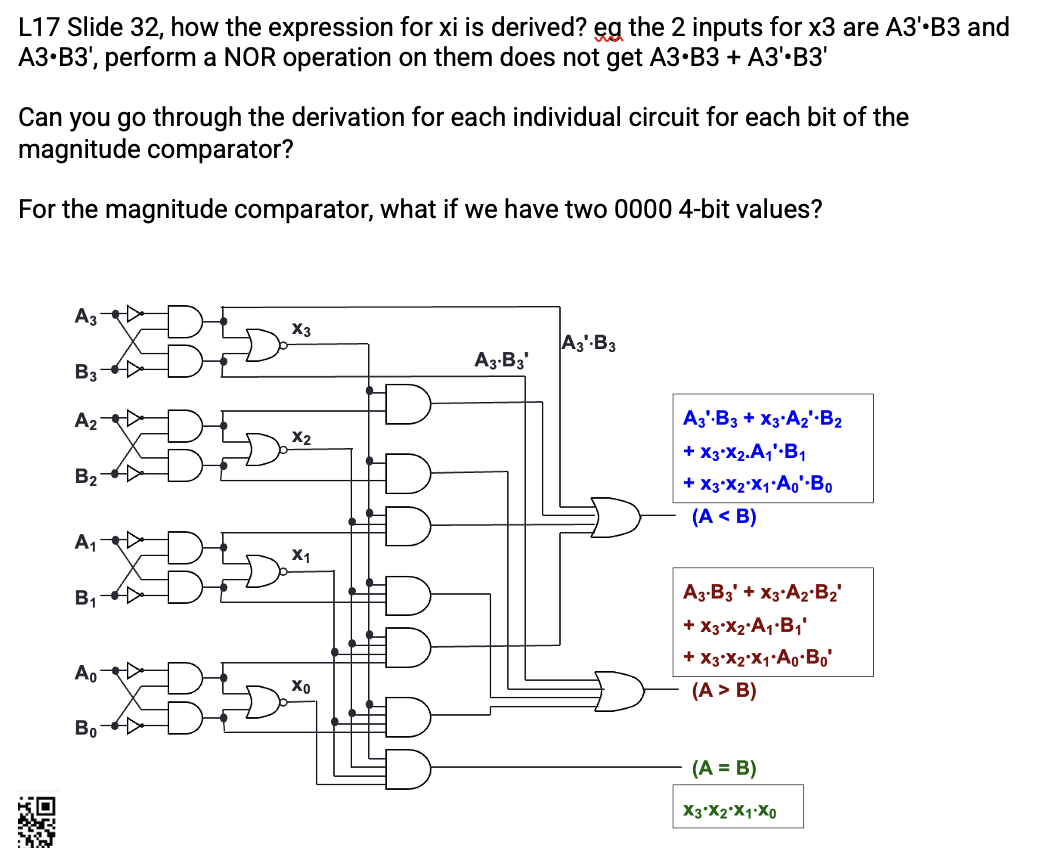 L17 Slide 32, how the expression for xi is derived? eg the 2 inputs for x3 are A3'•B3 and
A3•B3', perform a NOR operation on them does not get A3•B3 + A3'•B3'
Can you go through the derivation for each individual circuit for each bit of the
magnitude comparator?
For the magnitude comparator, what if we have two 0000 4-bit values?
A₃
X₃
A₃'·B₃
A₃·B₃'
B₃
A₂
X₂
B₂
A₁
X₁
B₁
A₀
X₀
B₀
A₃'·B₃ + X₃·A₂'·B₂
+ X₃·X₂.A₁'·B₁
+ X₃·X₂·X₁·A₀'·B₀
(A < B)
A₃·B₃' + X₃·A₂·B₂'
+ X₃·X₂·A₁·B₁'
+ X₃·X₂·X₁·A₀·B₀'
(A > B)
(A = B)
X₃·X₂·X₁·X₀